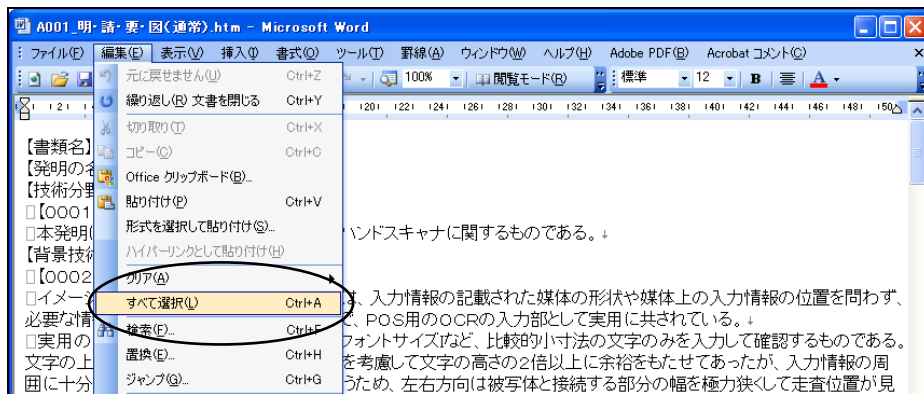 A001_明・請・要・図(通常).htm - Microsoft Word
ファイル(F) 編集(E) 表示(V) 挿入(I) 書式(O) ツール(T) 罫線(A) ウィンドウ(W) ヘルプ(H) Adobe PDF(B) Acrobat コメント(C) ×
100% 閲覧モード(R) 標準 12 B A
121 1201 1221 1241 1261 1281 1301 1321 1341 1361 1381 1401 1421 1441 1461 1481 150
元に戻せません(U) Ctrl+Z
繰り返し(R) 文書を閉じる Ctrl+Y
切り取り(T) Ctrl+X
コピー(C) Ctrl+C
Office クリップボード(B)...
貼り付け(P) Ctrl+V
形式を選択して貼り付け(S)...
ハイパーリンクとして貼り付け(H)
クリア(A)
すべて選択(L) Ctrl+A
検索(F)... Ctrl+F
置換(E)... Ctrl+H
ジャンプ(G)... Ctrl+G
【書類名】
【発明の
【技術分野
□【0001
□本発明 ハンドスキャナに関するものである。↓
【背景技術
□【0002
□イメージ 、入力情報の記載された媒体の形状や媒体上の入力情報の位置を問わず、
必要な情 、POS用のOCRの入力部として実用に共されている。↓
□実用の フォントサイズなど、比較的小寸法の文字のみを入力して確認するものである。
文字の上 を考慮して文字の高さの2倍以上に余裕をもたせてあったが、入力情報の周
囲に十分 うため、左右方向は被写体と接続する部分の幅を極力狭くして走査位置が見